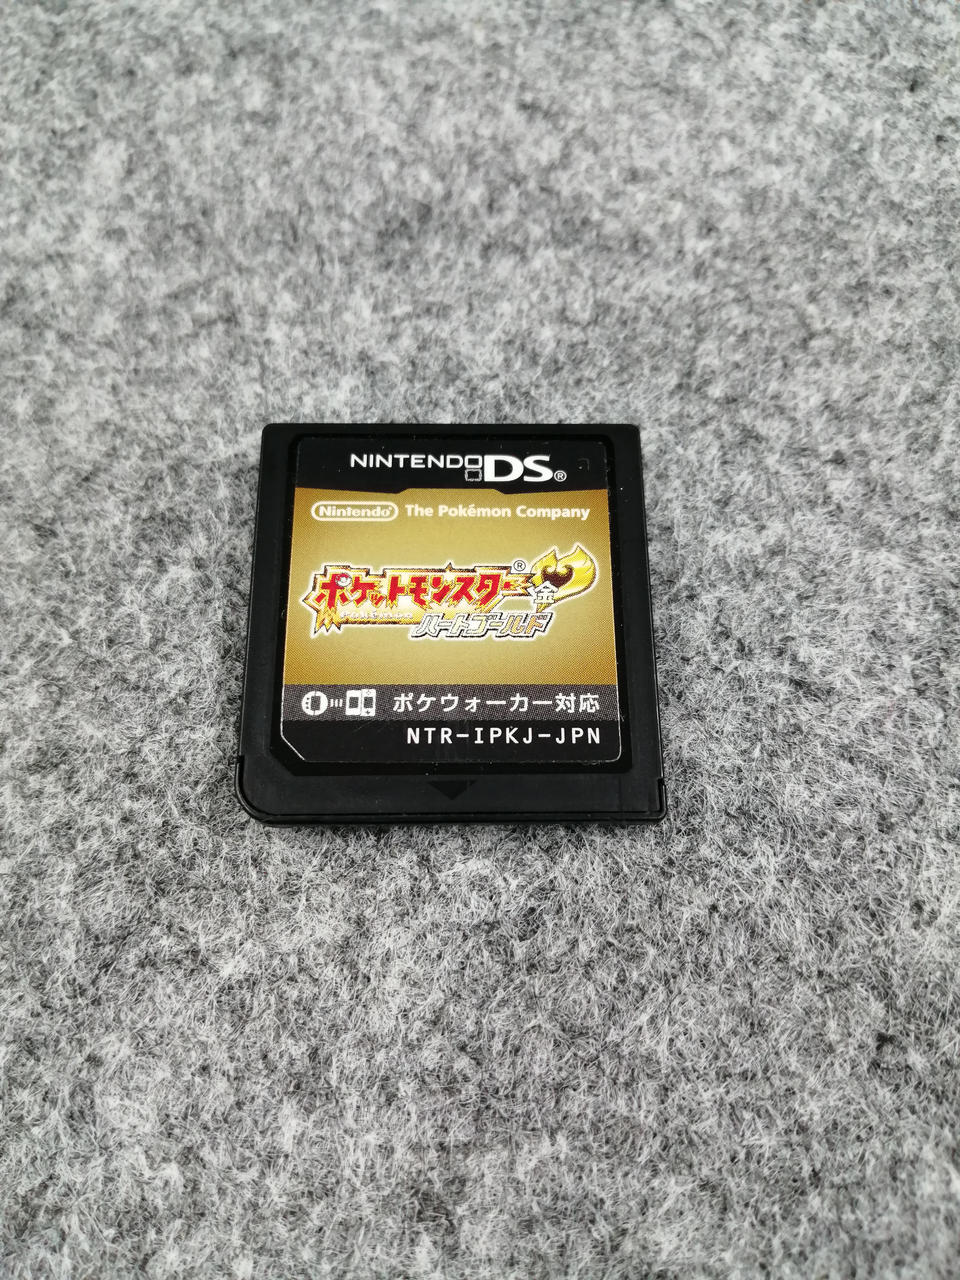 NINTENDO DS®
Nintendo® The Pokémon Company
ポケットモンスター®
金
ハートゴールド
ポケウォーカー対応
NTR-IPKJ-JPN